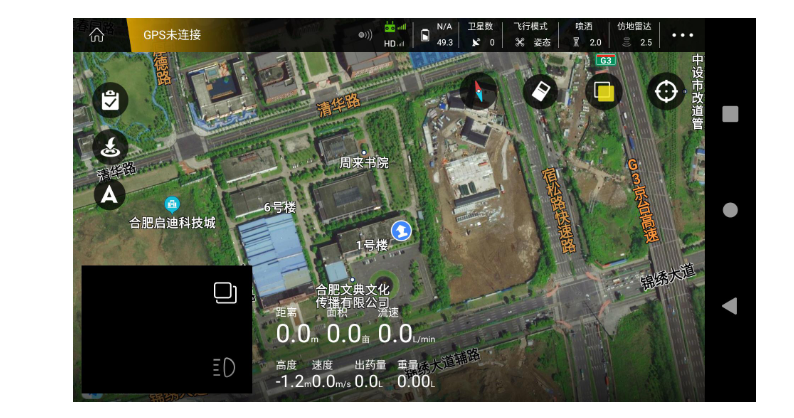 GPS未连接
N/A
49.3
HD
卫星数
0
飞行模式
姿态
喷洒
2.0
仿地雷达
2.5
G3
中设市改道管
清华路
周来书院
清华路
A
合肥启迪科技城
6号楼
1号楼
宿松路快速路
G3京台高速
锦绣大道
合肥文典文化
传播有限公司
距离 面积 流速
0.0m 0.0亩 0.0L/min
高度 速度 出药量 重量
-1.2m 0.0m/s 0.0L 0.00L
锦绣大道辅路